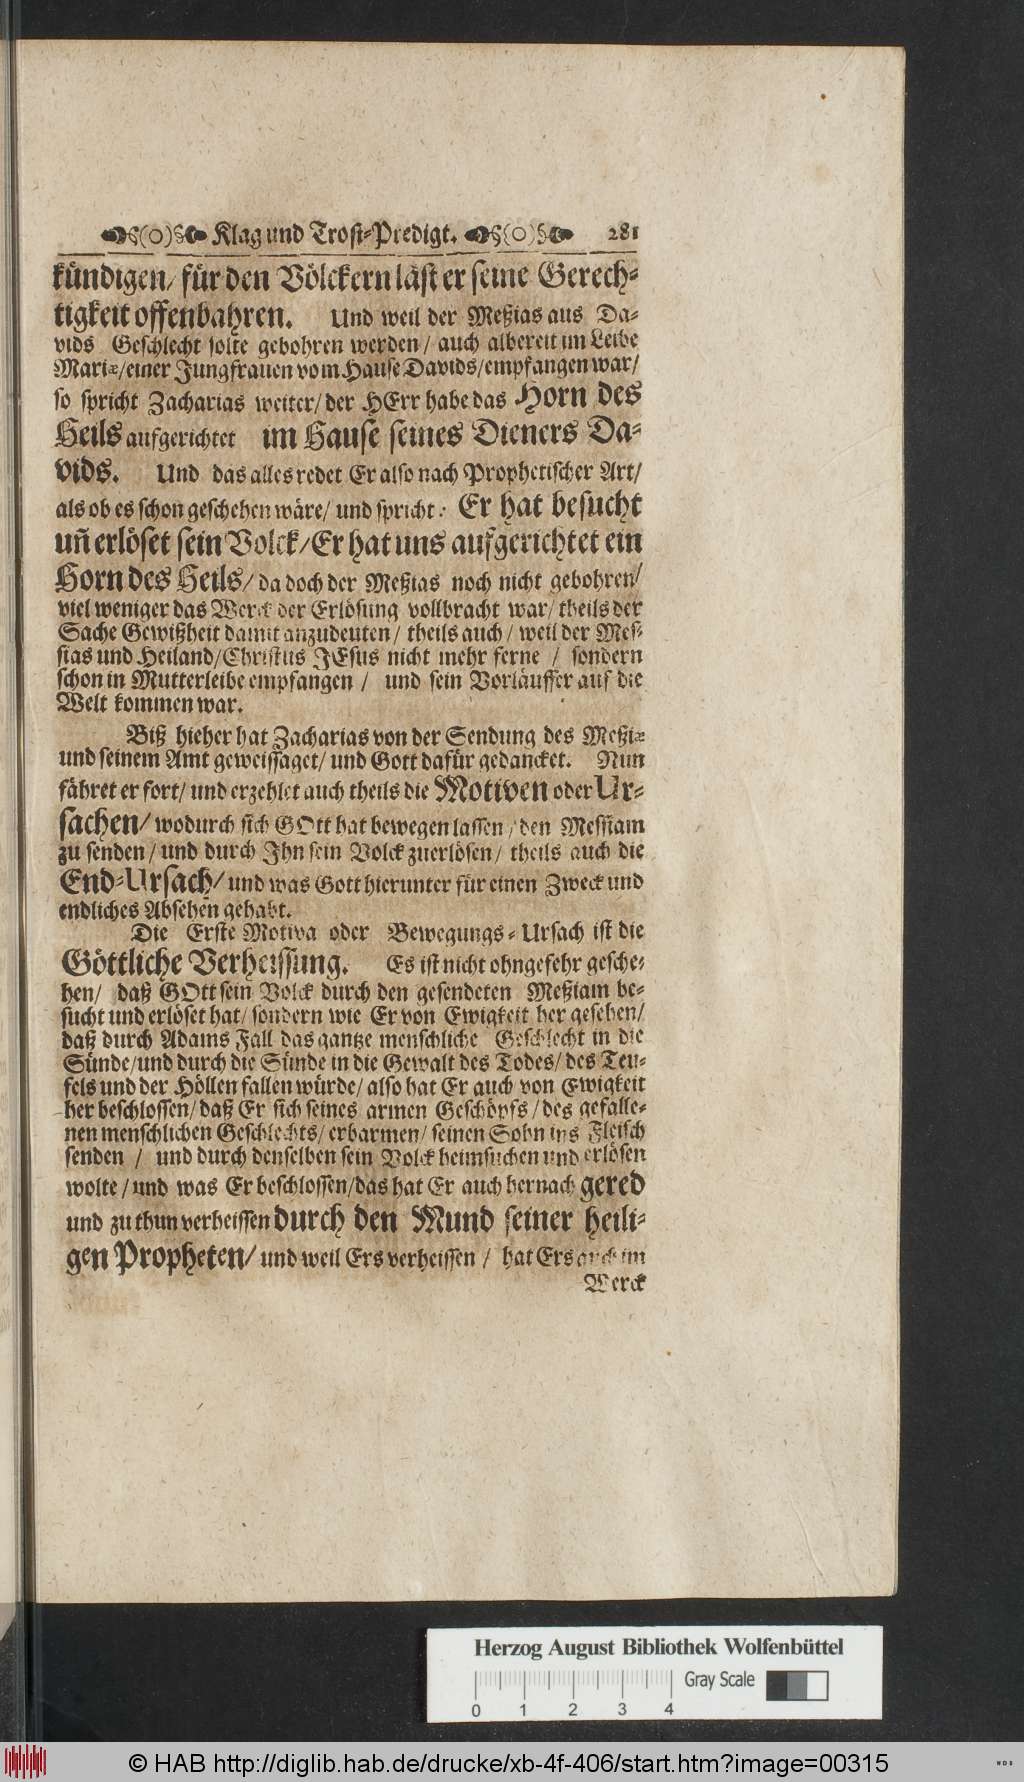 §(O)§ Klag und Trost-Predigt. §(O)§ 281
kündigen/ für den Völckern läst er seine Gerech-
tigkeit offenbahren. Und weil der Meßias aus Da-
vids Geschlecht solte gebohren werden/ auch albereit im Leibe
Mariæ/ einer Jungfrauen vom Hause Davids/ empfangen war/
so spricht Zacharias weiter/ der HErr habe das Horn des
Heils aufgerichtet im Hause seines Dieners Da-
vids. Und das alles redet Er also nach Prophetischer Art/
als ob es schon geschehen wäre/ und spricht: Er hat besucht
uñ erlöset sein Volck/ Er hat uns aufgerichtet ein
Horn des Heils/ da doch der Meßias noch nicht gebohren/
viel weniger das Werck der Erlösung vollbracht war/ theils der
Sache Gewißheit damit anzudeuten/ theils auch/ weil der Mes-
sias und Heiland/ Christus JEsus nicht mehr ferne / sondern
schon in Mutterleibe empfangen / und sein Vorläuffer auf die
Welt kommen war.
Biß hieher hat Zacharias von der Sendung des Meßiæ
und seinem Amt geweissaget/ und Gott dafür gedancket. Nun
fähret er fort/ und erzehlet auch theils die Motiven oder Ur-
sachen/ wodurch sich GOtt hat bewegen lassen/ den Messiam
zu senden/ und durch Ihn sein Volck zuerlösen/ theils auch die
End-Ursach/ und was Gott hierunter für einen Zweck und
endliches Absehen gehabt.
Die Erste Motiva oder Bewegungs-Ursach ist die
Göttliche Verheissung. Es ist nicht ohngefehr gesche-
hen/ daß GOtt sein Volck durch den gesendeten Meßiam be-
sucht und erlöset hat/ sondern wie Er von Ewigkeit her gesehen/
daß durch Adams Fall das gantze menschliche Geschlecht in die
Sünde/ und durch die Sünde in die Gewalt des Todes/ des Teu-
fels und der Höllen fallen würde/ also hat Er auch von Ewigkeit
her beschlossen/ daß Er sich seines armen Geschöpfs/ des gefalle-
nen menschlichen Geschlechts/ erbarmen/ seinen Sohn ins Fleisch
senden / und durch denselben sein Volck heimsuchen und erlösen
wolte/ und was Er beschlossen/ das hat Er auch hernach gered
und zu thun verheissen durch den Mund seiner heili-
gen Propheten/ und weil Ers verheissen / hat Ers auch im
Werck
Herzog August Bibliothek Wolfenbüttel
Gray Scale
0 1 2 3 4
© HAB http://diglib.hab.de/drucke/xb-4f-406/start.htm?image=00315